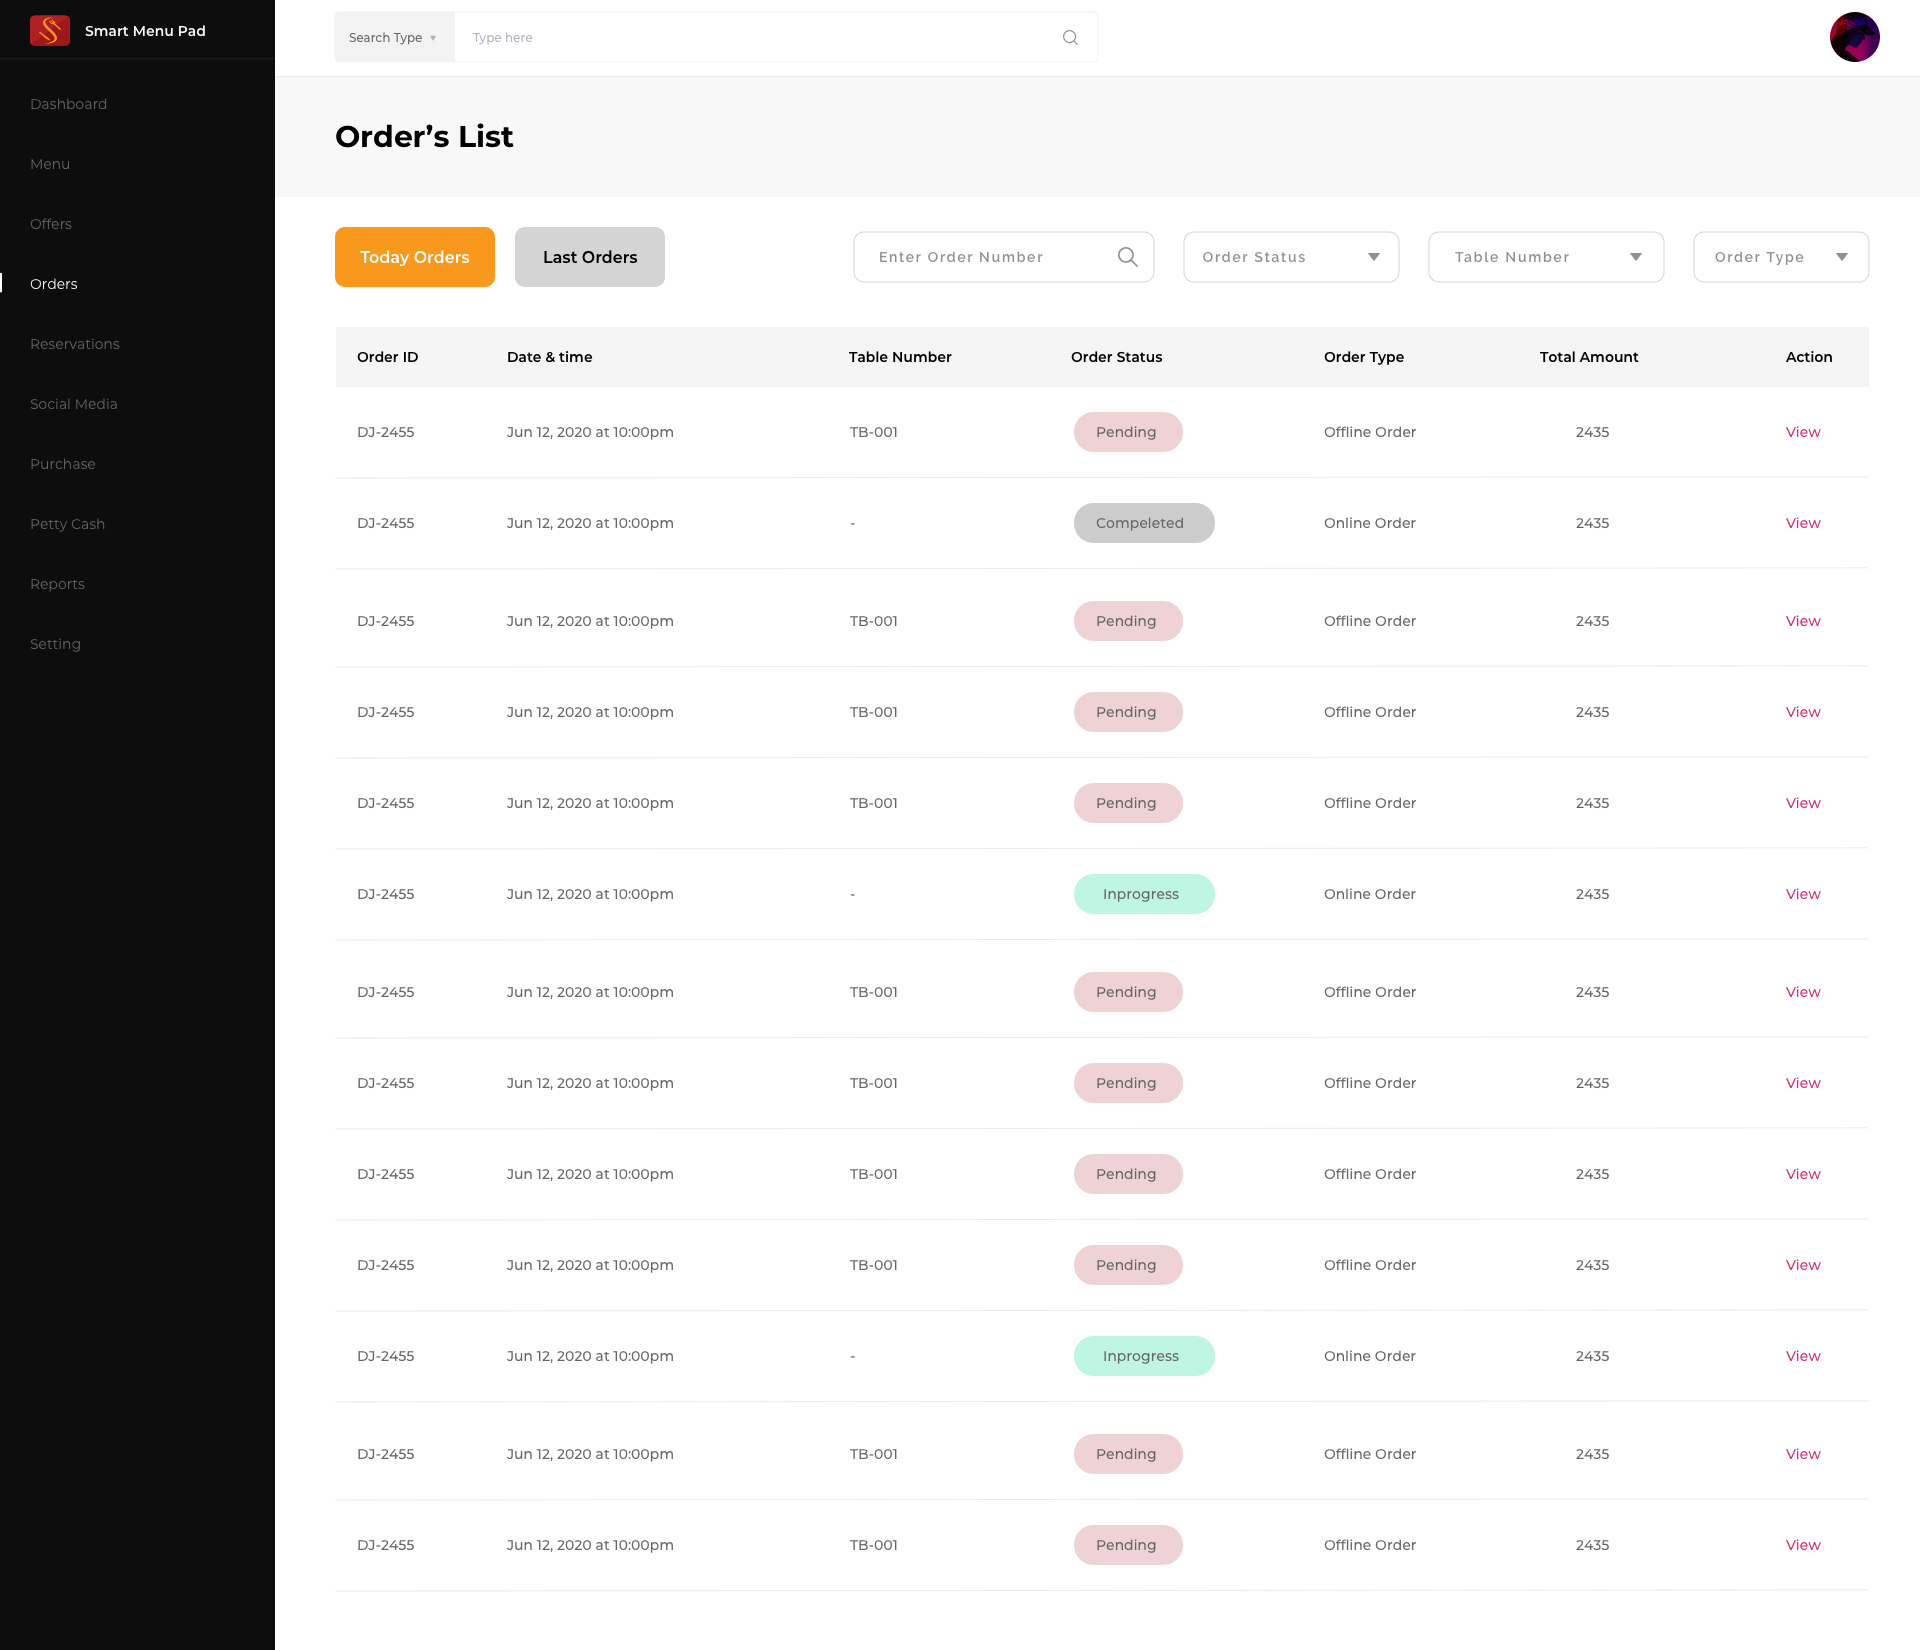 Smart Menu Pad
Search Type Type here
Dashboard
Menu
Offers
Orders
Reservations
Social Media
Purchase
Petty Cash
Reports
Setting
Order’s List
Today Orders Last Orders Enter Order Number Order Status Table Number Order Type
Order ID Date & time Table Number Order Status Order Type Total Amount Action
DJ-2455 Jun 12, 2020 at 10:00pm TB-001 Pending Offline Order 2435 View
DJ-2455 Jun 12, 2020 at 10:00pm - Compeleted Online Order 2435 View
DJ-2455 Jun 12, 2020 at 10:00pm TB-001 Pending Offline Order 2435 View
DJ-2455 Jun 12, 2020 at 10:00pm TB-001 Pending Offline Order 2435 View
DJ-2455 Jun 12, 2020 at 10:00pm TB-001 Pending Offline Order 2435 View
DJ-2455 Jun 12, 2020 at 10:00pm - Inprogress Online Order 2435 View
DJ-2455 Jun 12, 2020 at 10:00pm TB-001 Pending Offline Order 2435 View
DJ-2455 Jun 12, 2020 at 10:00pm TB-001 Pending Offline Order 2435 View
DJ-2455 Jun 12, 2020 at 10:00pm TB-001 Pending Offline Order 2435 View
DJ-2455 Jun 12, 2020 at 10:00pm TB-001 Pending Offline Order 2435 View
DJ-2455 Jun 12, 2020 at 10:00pm - Inprogress Online Order 2435 View
DJ-2455 Jun 12, 2020 at 10:00pm TB-001 Pending Offline Order 2435 View
DJ-2455 Jun 12, 2020 at 10:00pm TB-001 Pending Offline Order 2435 View